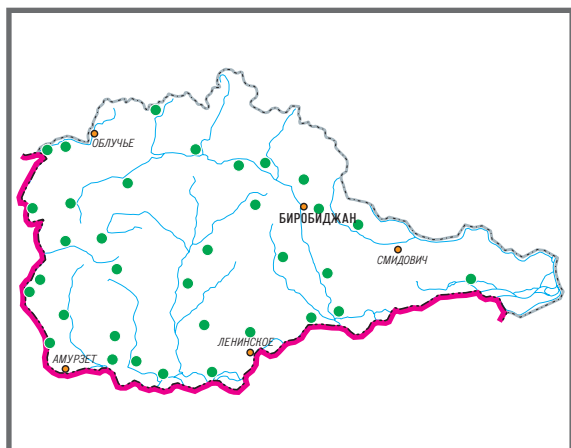 ОБЛУЧЬЕ
БИРОБИДЖАН
СМИДОВИЧ
ЛЕНИНСКОЕ
АМУРЗЕТ